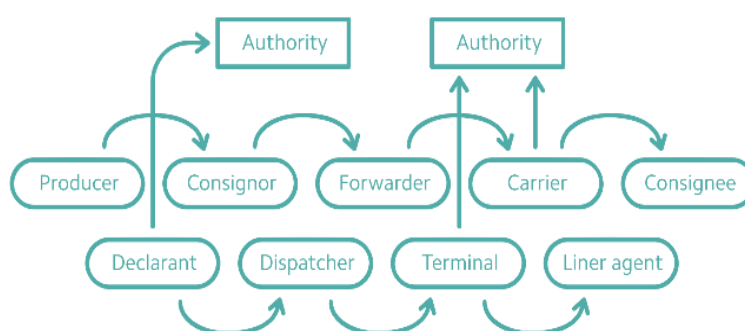 Authority Authority
Producer Consignor Forwarder Carrier Consignee
Declarant Dispatcher Terminal Liner agent